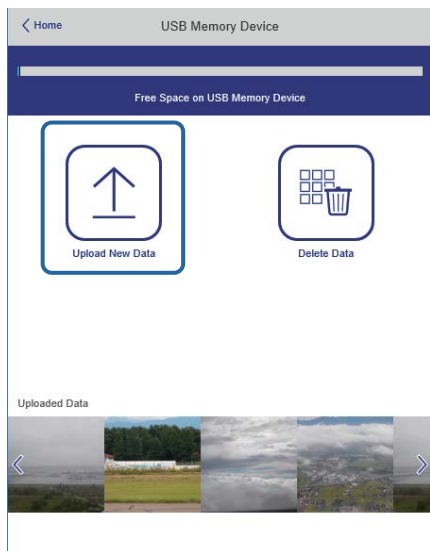 Home
USB Memory Device
Free Space on USB Memory Device
Upload New Data
Delete Data
Uploaded Data